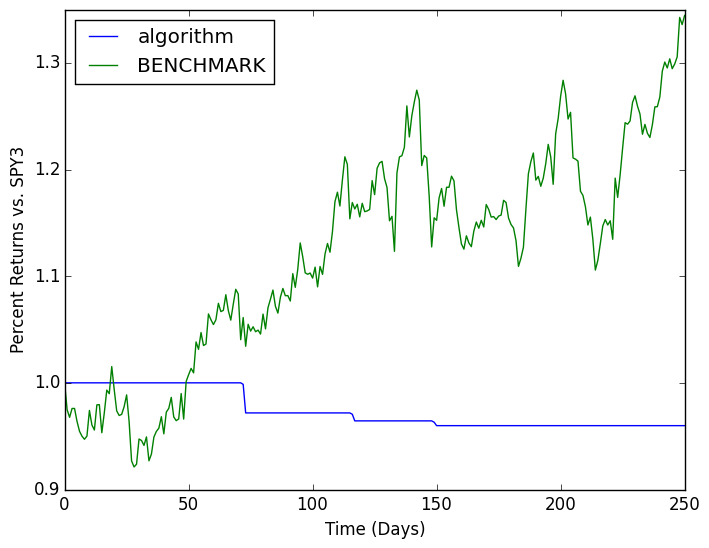 algorithm
BENCHMARK
Percent Returns vs. SPY3
1.3
1.2
1.1
1.0
0.9
0 50 100 150 200 250
Time (Days)